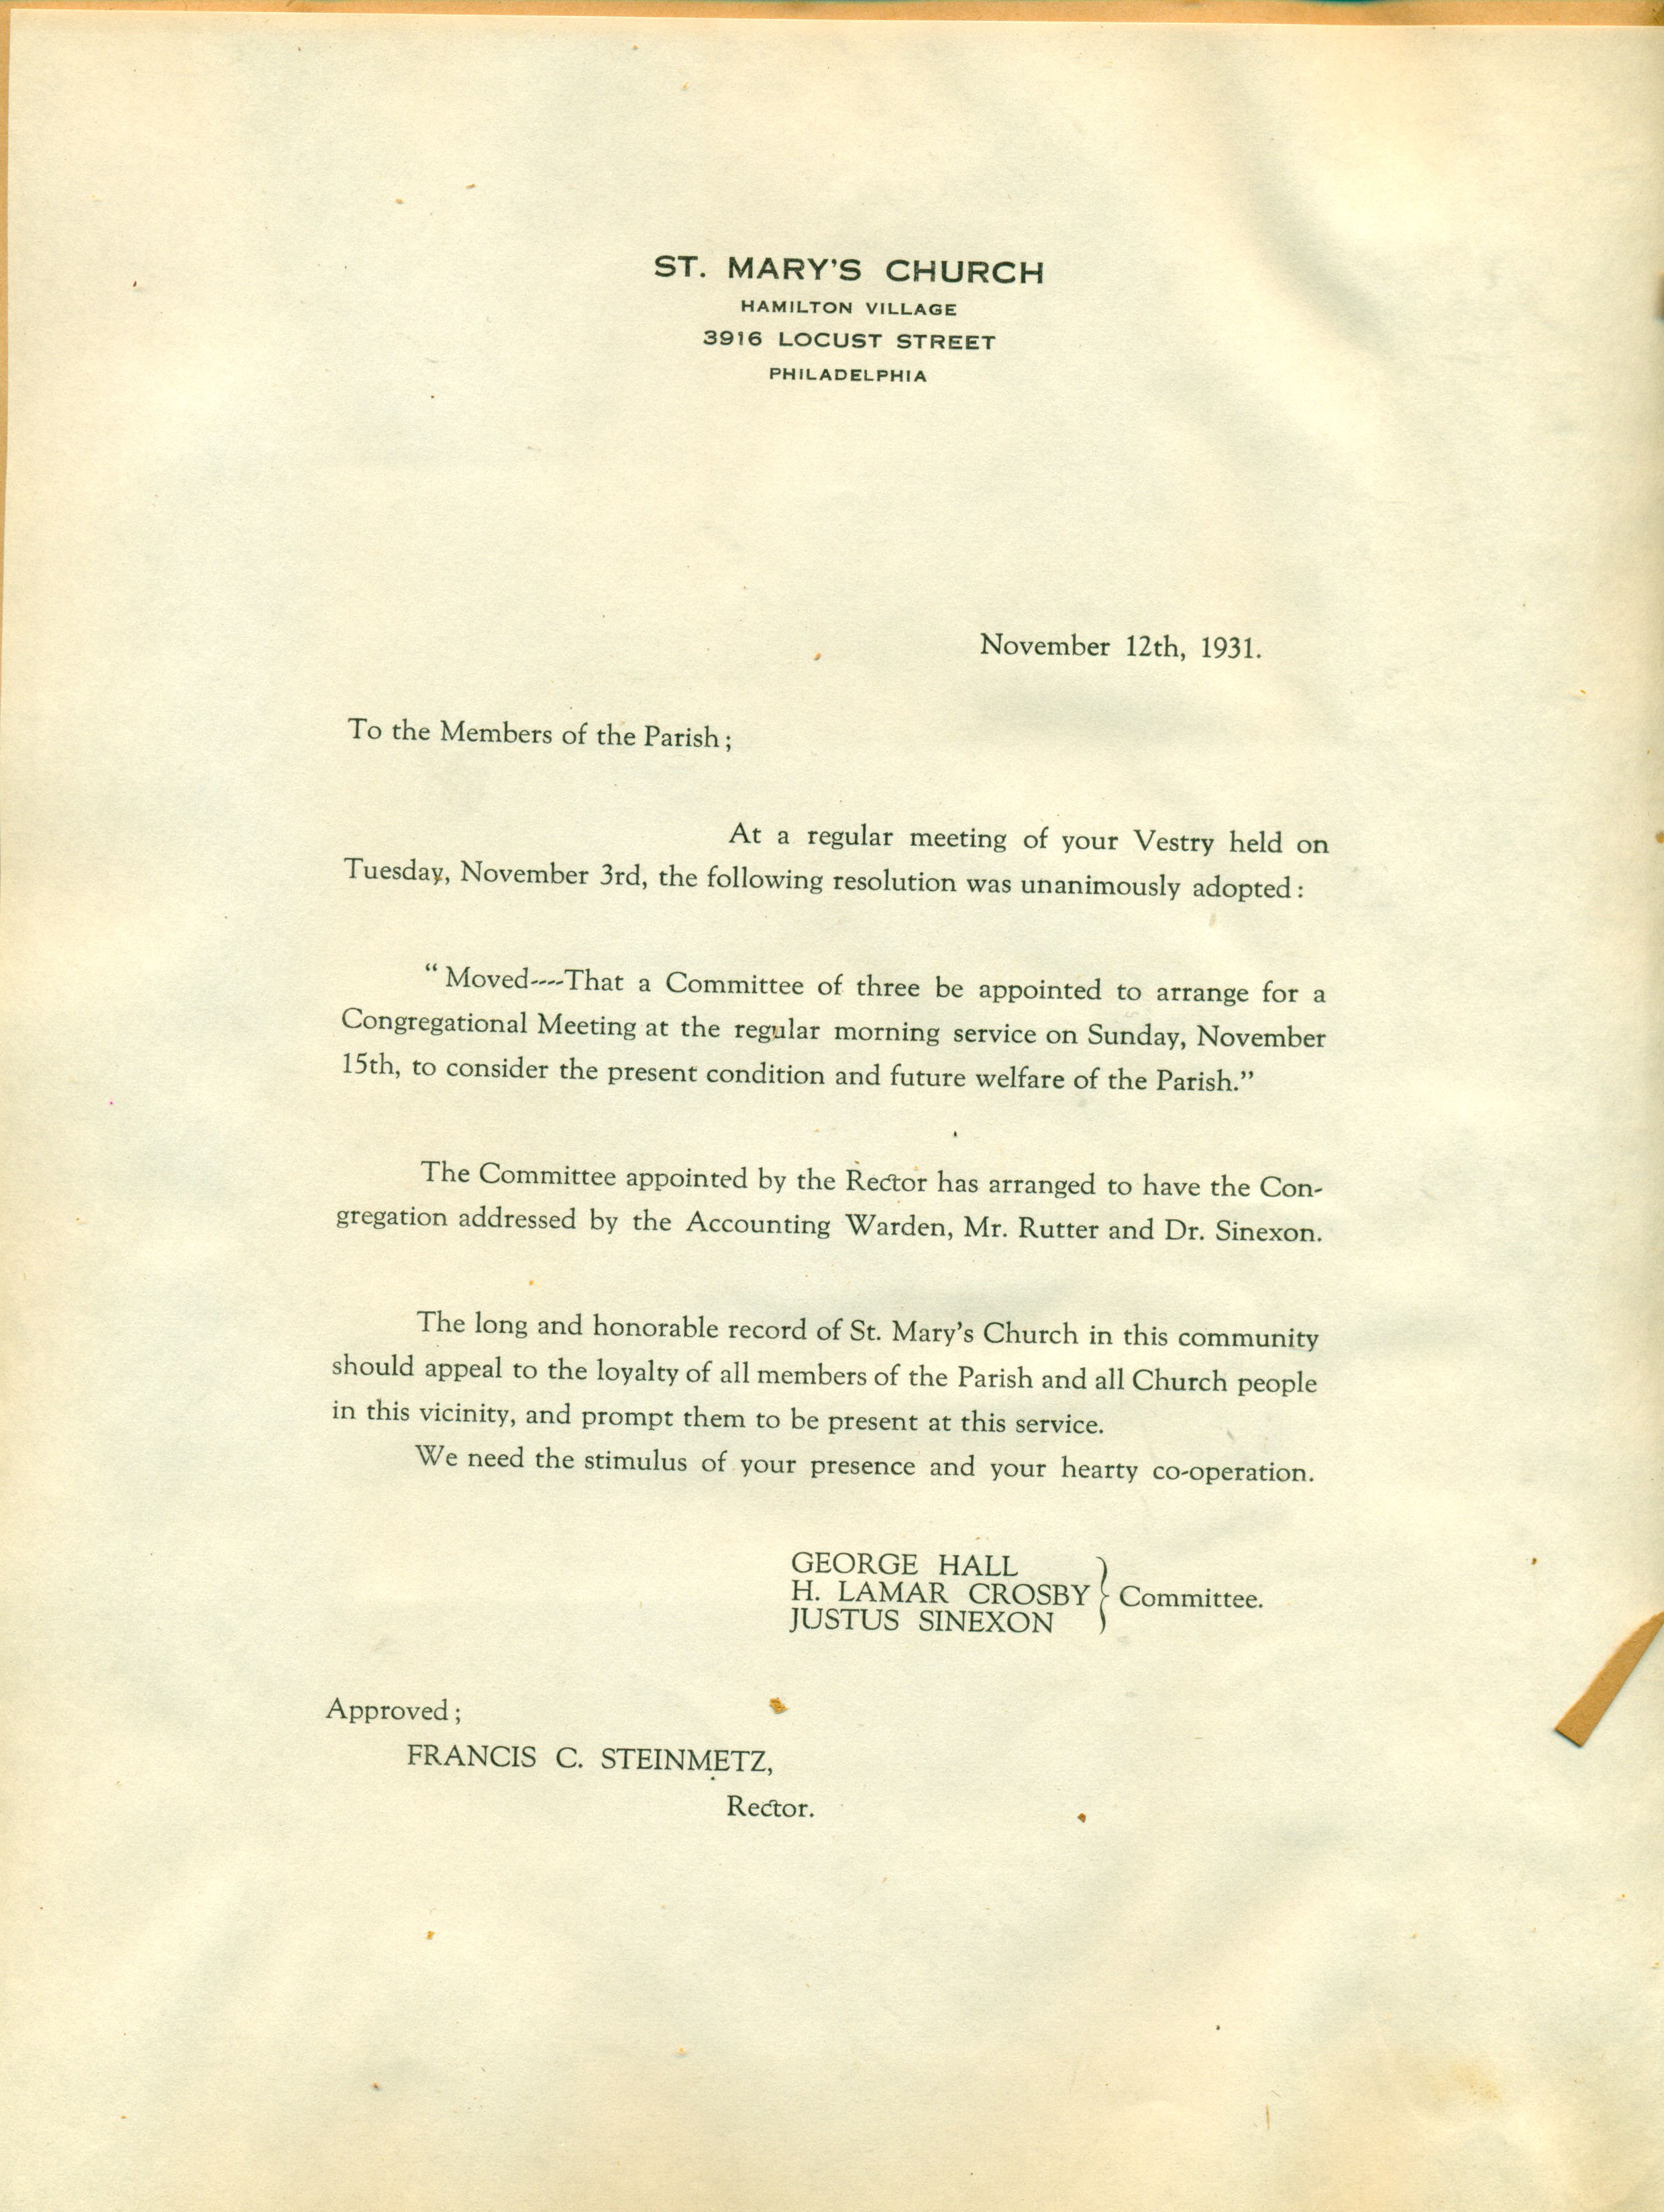 ST. MARY'S CHURCH
HAMILTON VILLAGE
3916 LOCUST STREET
PHILADELPHIA
November 12th, 1931.
To the Members of the Parish;
At a regular meeting of your Vestry held on
Tuesday, November 3rd, the following resolution was unanimously adopted:
“Moved----That a Committee of three be appointed to arrange for a
Congregational Meeting at the regular morning service on Sunday, November
15th, to consider the present condition and future welfare of the Parish.”
The Committee appointed by the Rector has arranged to have the Con-
gregation addressed by the Accounting Warden, Mr. Rutter and Dr. Sinexon.
The long and honorable record of St. Mary's Church in this community
should appeal to the loyalty of all members of the Parish and all Church people
in this vicinity, and prompt them to be present at this service.
We need the stimulus of your presence and your hearty co-operation.
GEORGE HALL
H. LAMAR CROSBY } Committee.
JUSTUS SINEXON
Approved;
FRANCIS C. STEINMETZ,
Rector.